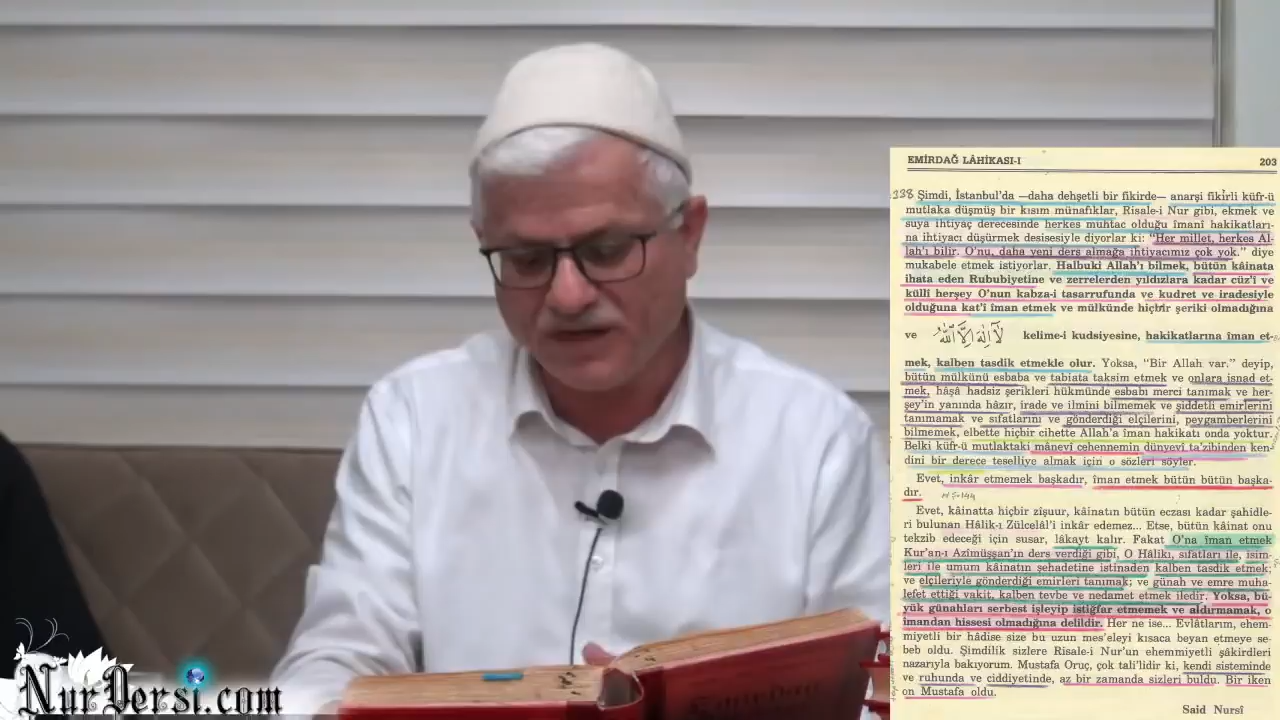 EMİRDAĞ LÂHİKASI-I 203
338 Şimdi, İstanbul'da —daha dehşetli bir fikirde— anarşi fikirli küfr-ü
mutlaka düşmüş bir kısım münafıklar, Risale-i Nur gibi, ekmek ve
suya ihtiyaç derecesinde herkes muhtac olduğu îmanî hakikatları-
na ihtiyacı düşürmek desisesiyle diyorlar ki: "Her millet, herkes Al-
lah'ı bilir. O'nu, daha yeni ders almağa ihtiyacımız çok yok." diye
mukabele etmek istiyorlar. Halbuki Allah'ı bilmek, bütün kâinata
ihata eden Rububiyetine ve zerrelerden yıldızlara kadar cüz'î ve
küllî herşey O'nun kabza-i tasarrufunda ve kudret ve iradesiyle
olduğuna kat'î îman etmek ve mülkünde hiçbir şeriki olmadığına
ve لَا اِلٰهَ اِلَّا اللّٰهُ kelime-i kudsiyesine, hakikatlarına îman et-
mek, kalben tasdik etmekle olur. Yoksa, "Bir Allah var." deyip,
bütün mülkünü esbaba ve tabiata taksim etmek ve onlara isnad et-
mek, hâşâ hadsiz şerikleri hükmünde esbabı merci tanımak ve her-
şey'in yanında hâzır, irade ve ilmini bilmemek ve şiddetli emirlerini
tanımamak ve sıfatlarını ve gönderdiği elçilerini, peygamberlerini
bilmemek, elbette hiçbir cihette Allah'a îman hakikatı onda yoktur.
Belki küfr-ü mutlaktaki mânevî cehennemin dünyevî ta'zibinden ken-
dini bir derece teselliye almak için o sözleri söyler.
Evet, inkâr etmemek başkadır, îman etmek bütün bütün başka-
dır.
Evet, kâinatta hiçbir zîşuur, kâinatın bütün eczası kadar şahidle-
ri bulunan Hâlik-ı Zülcelâl'i inkâr edemez... Etse, bütün kâinat onu
tekzib edeceği için susar, lâkayt kalır. Fakat O'na îman etmek
Kur'an-ı Azîmüşşan'ın ders verdiği gibi, O Hâlikı, sıfatları ile, isim-
leri ile umum kâinatın şehadetine istinaden kalben tasdik etmek;
ve elçileriyle gönderdiği emirleri tanımak; ve günah ve emre muha-
lefet ettiği vakit, kalben tevbe ve nedamet etmek iledir. Yoksa, bü-
yük günahları serbest işleyip istiğfar etmemek ve aldırmamak, o
îmandan hissesi olmadığına delildir. Her ne ise... Evlâtlarım, ehem-
miyetli bir hâdise size bu uzun mes'eleyi kısaca beyan etmeye se-
beb oldu. Şimdilik sizlere Risale-i Nur'un ehemmiyetli şâkirdleri
nazarıyla bakıyorum. Mustafa Oruç, çok tali'lidir ki, kendi sisteminde
ve ruhunda ve ciddiyetinde, az bir zamanda sizleri buldu. Bir iken
on Mustafa oldu.
Said Nursî
NurDersi.com